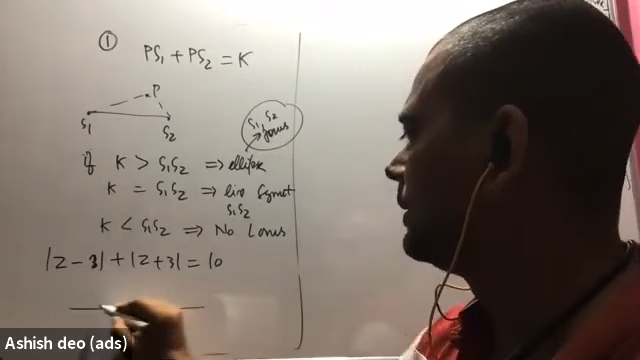 ①
PS₁ + PS₂ = K
P
S₁
S₂
S₁, S₂
focus
if K > S₁S₂ ⇒ ellipse
K = S₁S₂ ⇒ line Sgmet
S₁S₂
K < S₁S₂ ⇒ No Locus
|z - 3| + |z + 3| = 10
Ashish deo (ads)